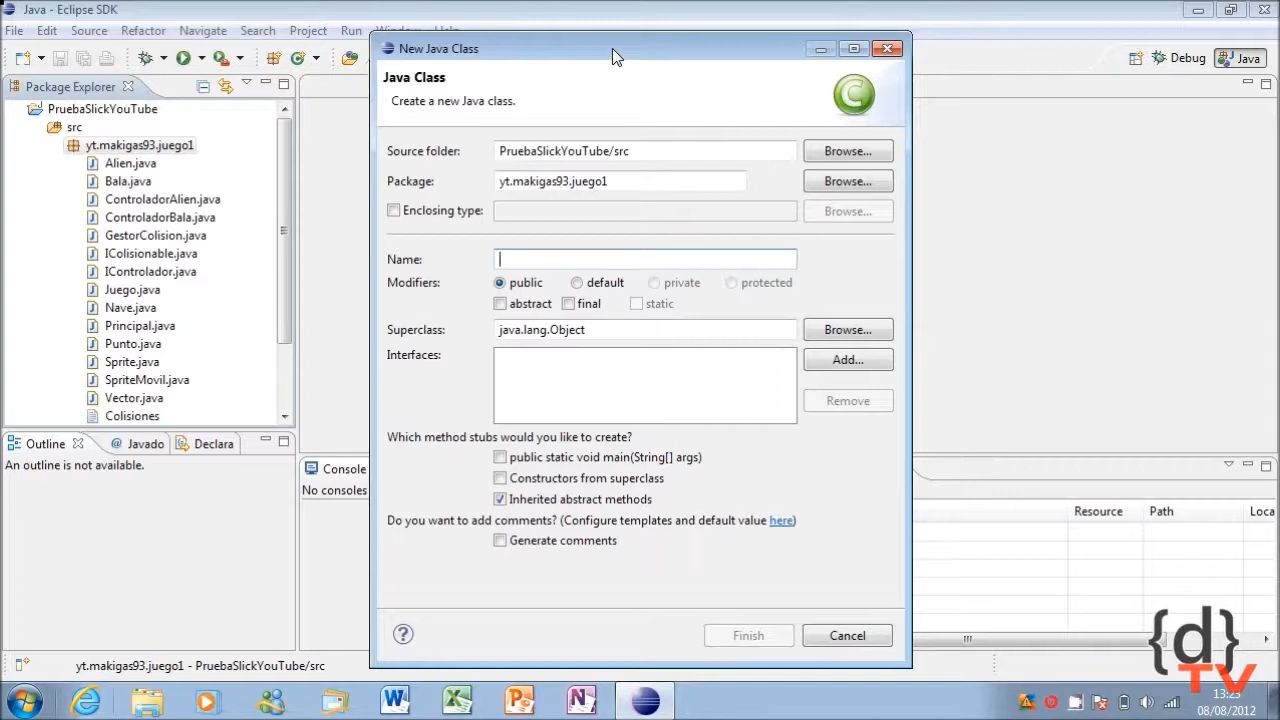 Java - Eclipse SDK
File Edit Source Refactor Navigate Search Project Run Window Help
Debug
Java
Package Explorer
PruebaSlickYouTube
src
yt.makigas93.juego1
Alien.java
Bala.java
ControladorAlien.java
ControladorBala.java
GestorColision.java
IColisionable.java
IControlador.java
Juego.java
Nave.java
Principal.java
Punto.java
Sprite.java
SpriteMovil.java
Vector.java
Colisiones
Outline
Javado
Declara
An outline is not available.
New Java Class
Java Class
Create a new Java class.
C
Source folder: PruebaSlickYouTube/src Browse...
Package: yt.makigas93.juego1 Browse...
Enclosing type: Browse...
Name:
Modifiers: public default private protected
abstract final static
Superclass: java.lang.Object Browse...
Interfaces: Add...
Remove
Which method stubs would you like to create?
public static void main(String[] args)
Constructors from superclass
Inherited abstract methods
Do you want to add comments? (Configure templates and default value here)
Generate comments
Finish Cancel
Console
No consoles
Resource Path Loca
yt.makigas93.juego1 - PruebaSlickYouTube/src
{d}
TV
13:23
08/08/2012